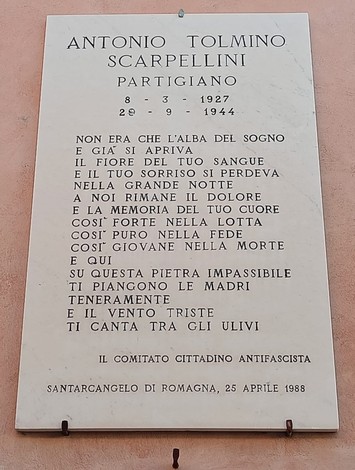 ANTONIO TOLMINO
SCARPELLINI
PARTIGIANO
8 - 3 - 1927
29 - 9 - 1944
NON ERA CHE L'ALBA DEL SOGNO
E GIA' SI APRIVA
IL FIORE DEL TUO SANGUE
E IL TUO SORRISO SI PERDEVA
NELLA GRANDE NOTTE
A NOI RIMANE IL DOLORE
E LA MEMORIA DEL TUO CUORE
COSI' FORTE NELLA LOTTA
COSI' PURO NELLA FEDE
COSI' GIOVANE NELLA MORTE
E QUI
SU QUESTA PIETRA IMPASSIBILE
TI PIANGONO LE MADRI
TENERAMENTE
E IL VENTO TRISTE
TI CANTA TRA GLI ULIVI
IL COMITATO CITTADINO ANTIFASCISTA
SANTARCANGELO DI ROMAGNA, 25 APRILE 1988